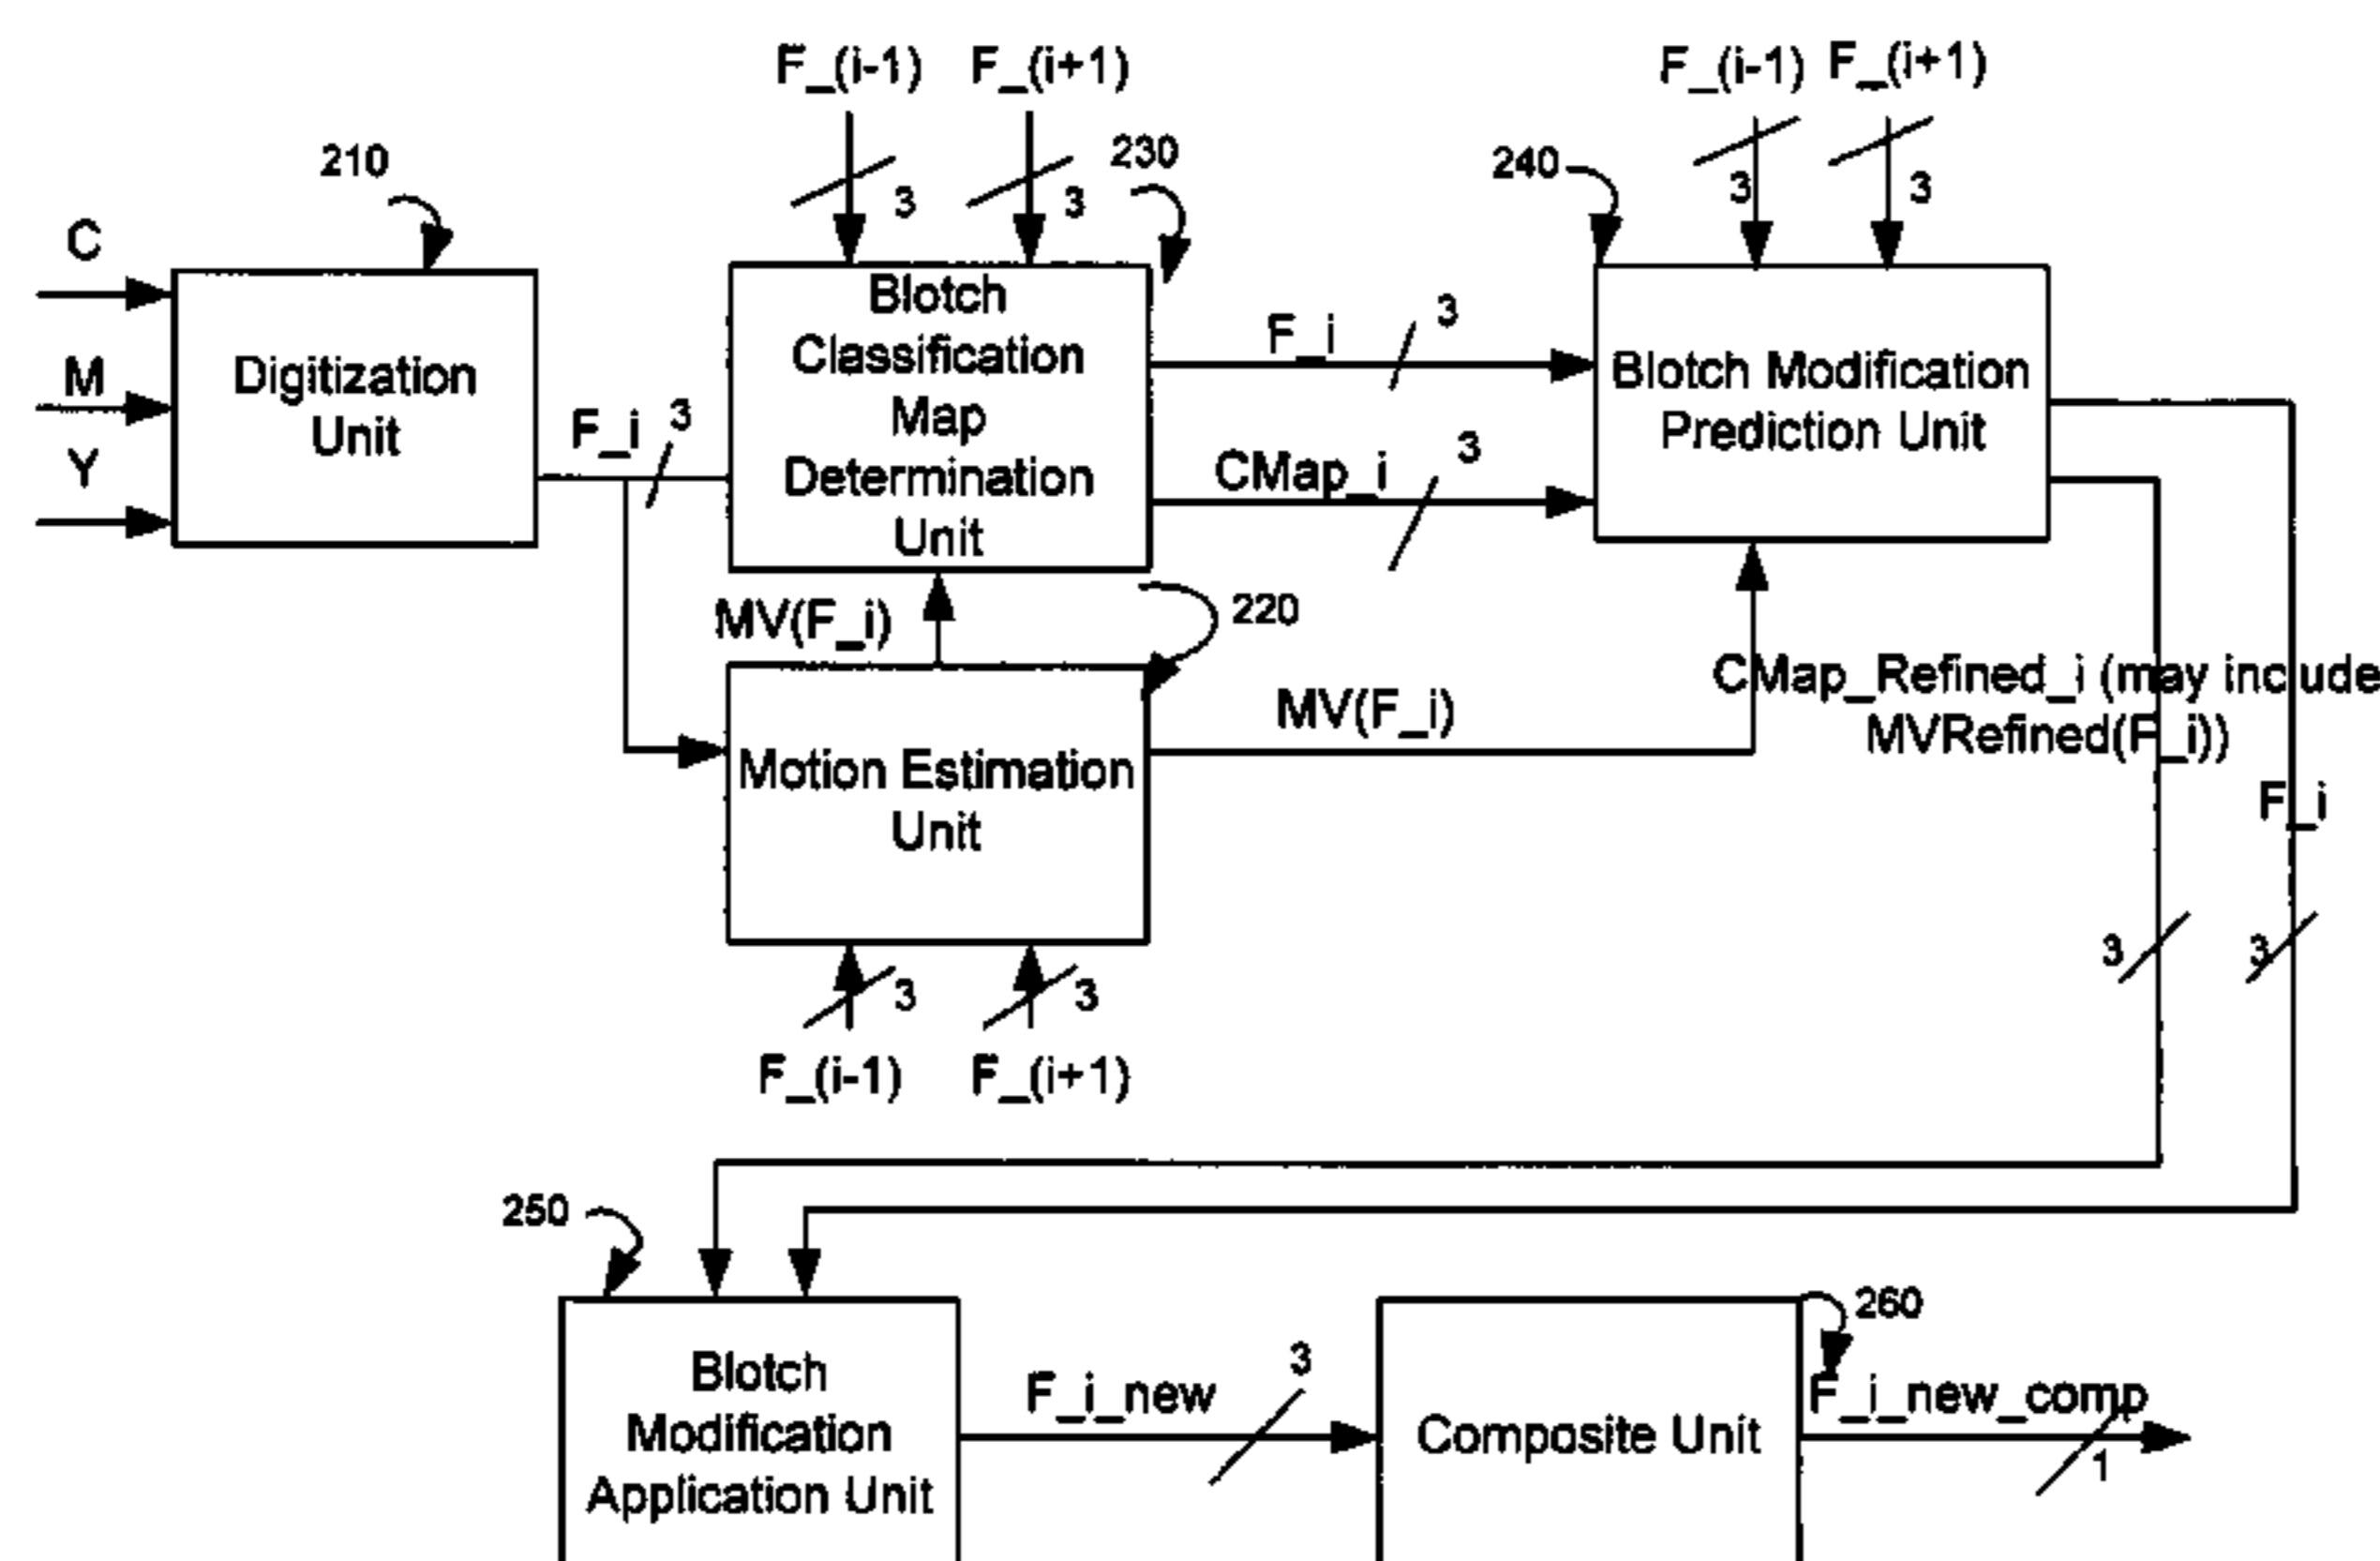 F_(i-1) F_(i+1)
F_(i-1) F_(i+1)
210
230
240
3
3
3
3
C
M
Y
Digitization
Unit
F_i
3
Blotch
Classification
Map
Determination
Unit
F_i
3
CMap_i
3
Blotch Modification
Prediction Unit
MV(F_i)
220
Motion Estimation
Unit
MV(F_i)
CMap_Refined_i (may include
MVRefined(F_i))
F_i
3
3
3
3
F_(i-1) F_(i+1)
250
260
Blotch
Modification
Application Unit
F_i_new
3
Composite Unit
F_i_new_comp
1